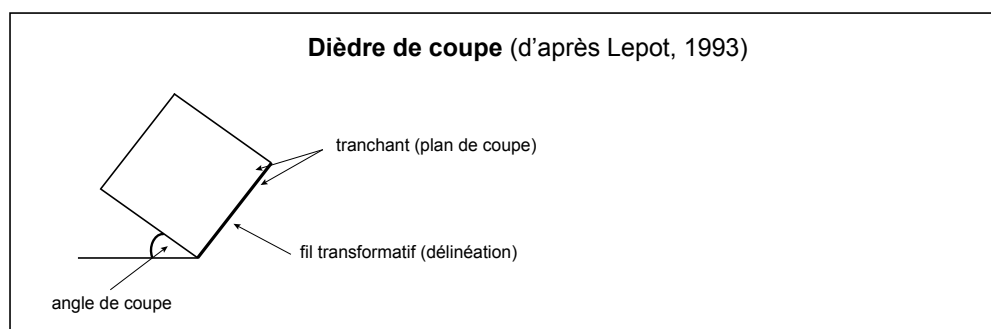 Dièdre de coupe (d’après Lepot, 1993)
tranchant (plan de coupe)
fil transformatif (délinéation)
angle de coupe